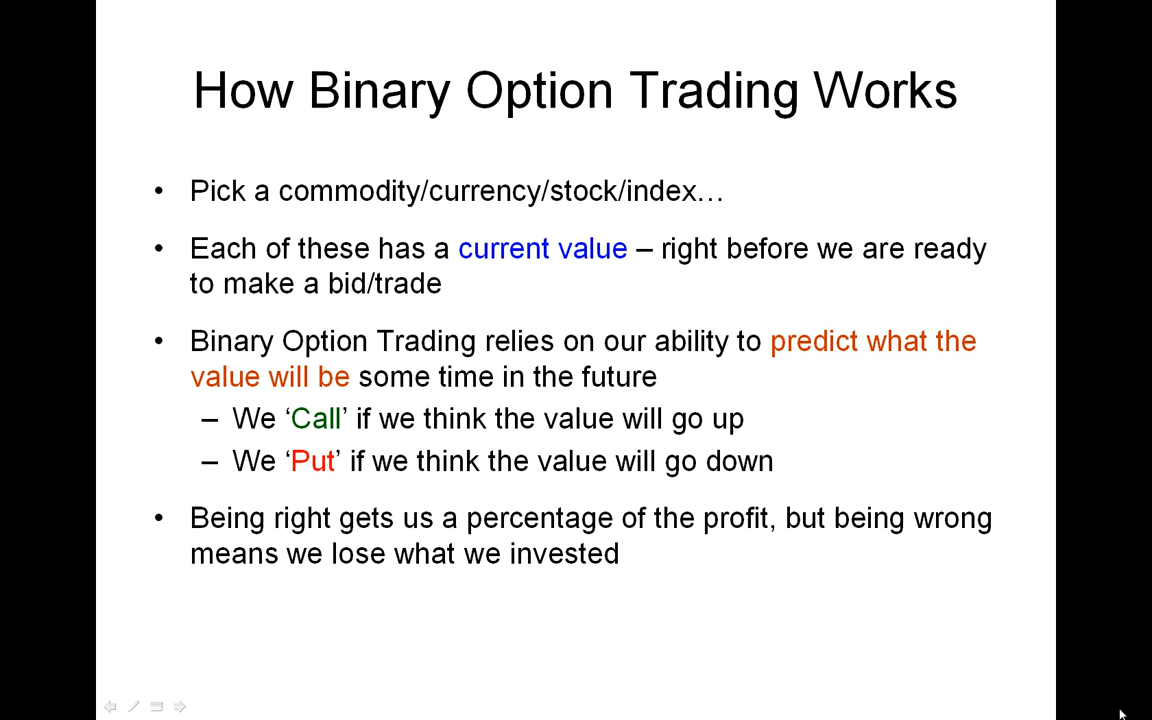 How Binary Option Trading Works
• Pick a commodity/currency/stock/index…
• Each of these has a current value – right before we are ready
to make a bid/trade
• Binary Option Trading relies on our ability to predict what the
value will be some time in the future
– We ‘Call’ if we think the value will go up
– We ‘Put’ if we think the value will go down
• Being right gets us a percentage of the profit, but being wrong
means we lose what we invested